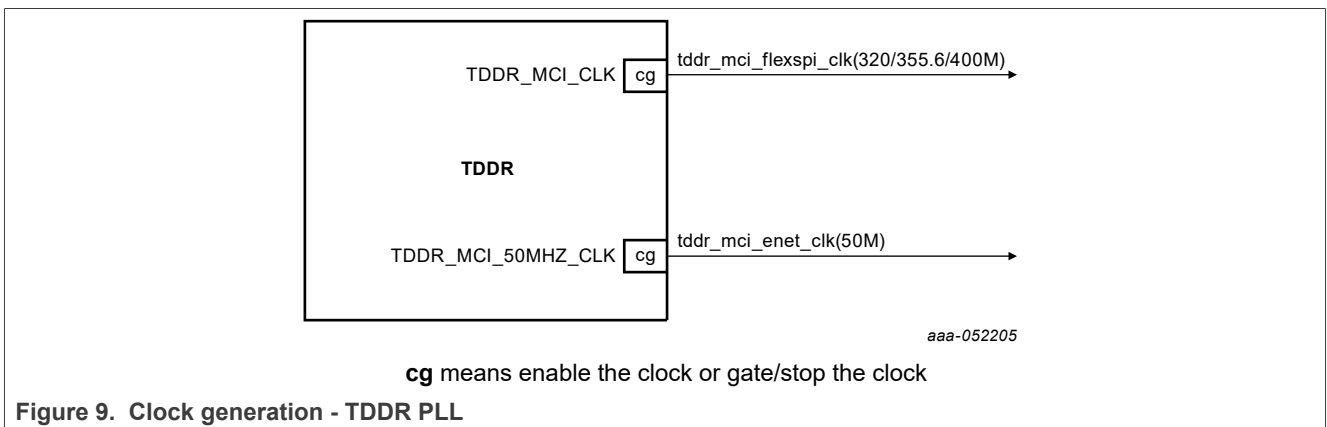 TDDR_MCI_CLK cg tddr_mci_flexspi_clk(320/355.6/400M)
TDDR
TDDR_MCI_50MHZ_CLK cg tddr_mci_enet_clk(50M)
aaa-052205
cg means enable the clock or gate/stop the clock
Figure 9. Clock generation - TDDR PLL